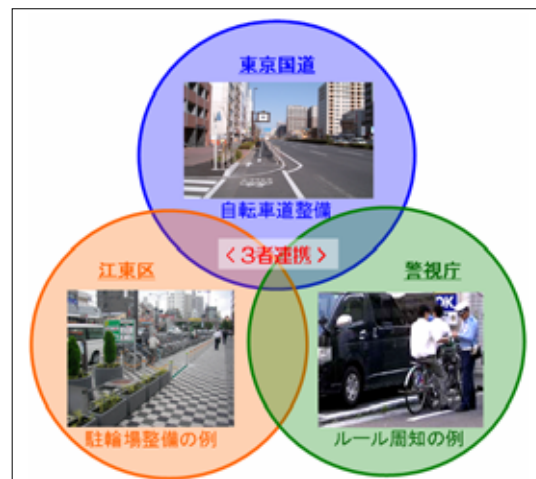 東京国道
自転車道整備
<3者連携>
江東区
警視庁
駐輪場整備の例
ルール周知の例